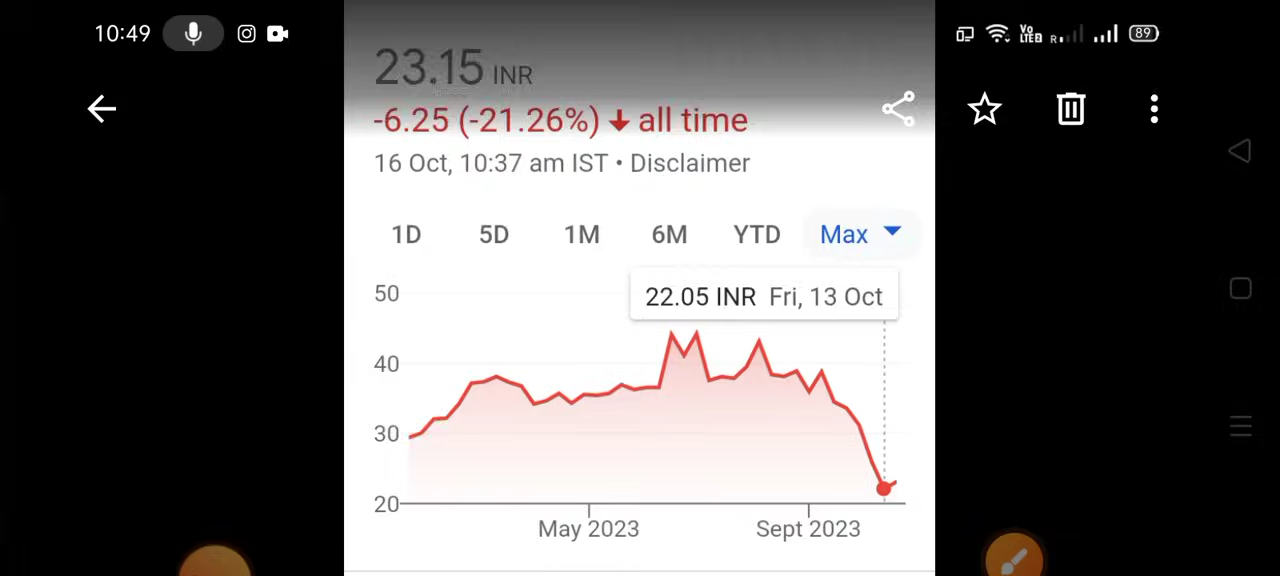 10:49
Vo LTE2 R 89
23.15 INR
-6.25 (-21.26%) ↓ all time
16 Oct, 10:37 am IST • Disclaimer
1D 5D 1M 6M YTD Max
22.05 INR Fri, 13 Oct
50
40
30
20
May 2023 Sept 2023